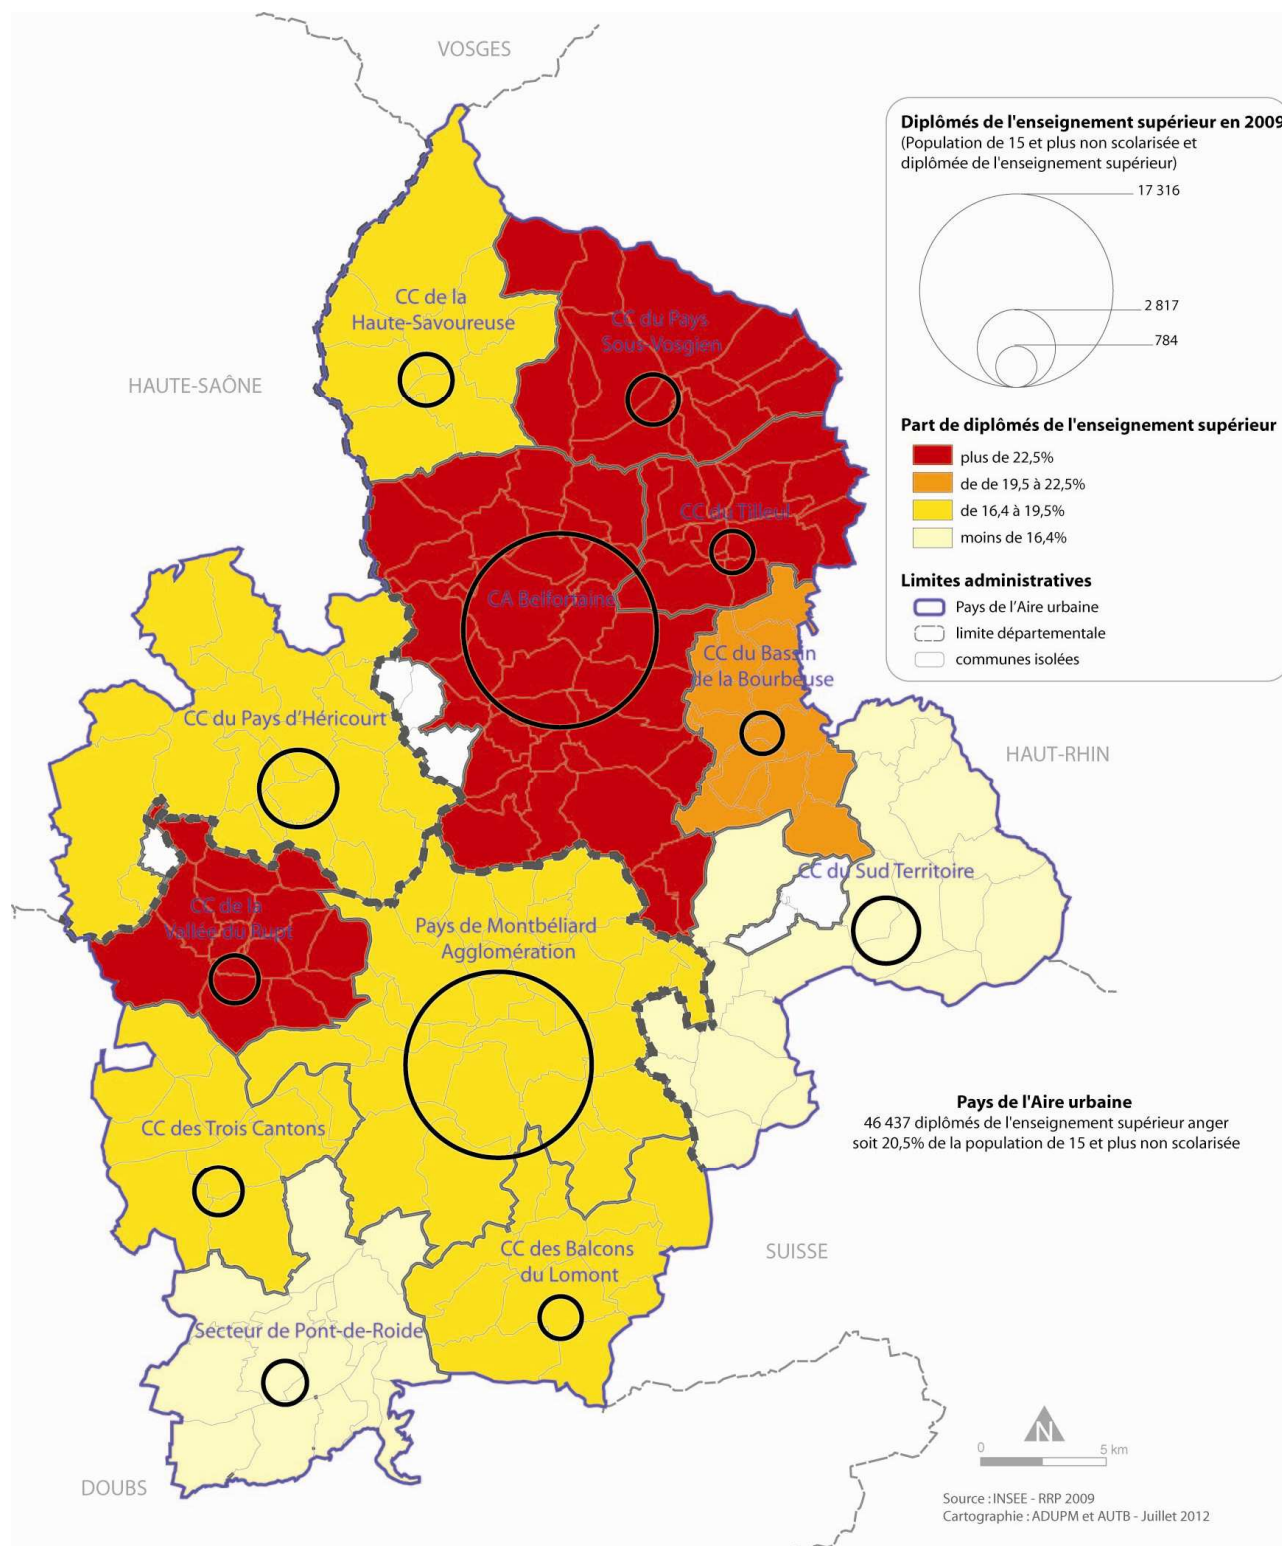 VOSGES
Diplômés de l'enseignement supérieur en 2009
(Population de 15 et plus non scolarisée et
diplômée de l'enseignement supérieur)
17 316
2 817
784
Part de diplômés de l'enseignement supérieur
plus de 22,5%
de de 19,5 à 22,5%
de 16,4 à 19,5%
moins de 16,4%
Limites administratives
Pays de l'Aire urbaine
limite départementale
communes isolées
CC de la
Haute-Savoureuse
CC du Pays
Sous-Vosgien
HAUTE-SAÔNE
CC du Tilleul
CA Belfortaine
CC du Bassin
de la Bourbeuse
CC du Pays d'Héricourt
HAUT-RHIN
CC du Sud Territoire
CC de la
Vallée du Rupt
Pays de Montbéliard
Agglomération
Pays de l'Aire urbaine
46 437 diplômés de l'enseignement supérieur anger
soit 20,5% de la population de 15 et plus non scolarisée
CC des Trois Cantons
SUISSE
CC des Balcons
du Lomont
Secteur de Pont-de-Roide
DOUBS
N
0 5 km
Source : INSEE - RRP 2009
Cartographie : ADUPM et AUTB - Juillet 2012